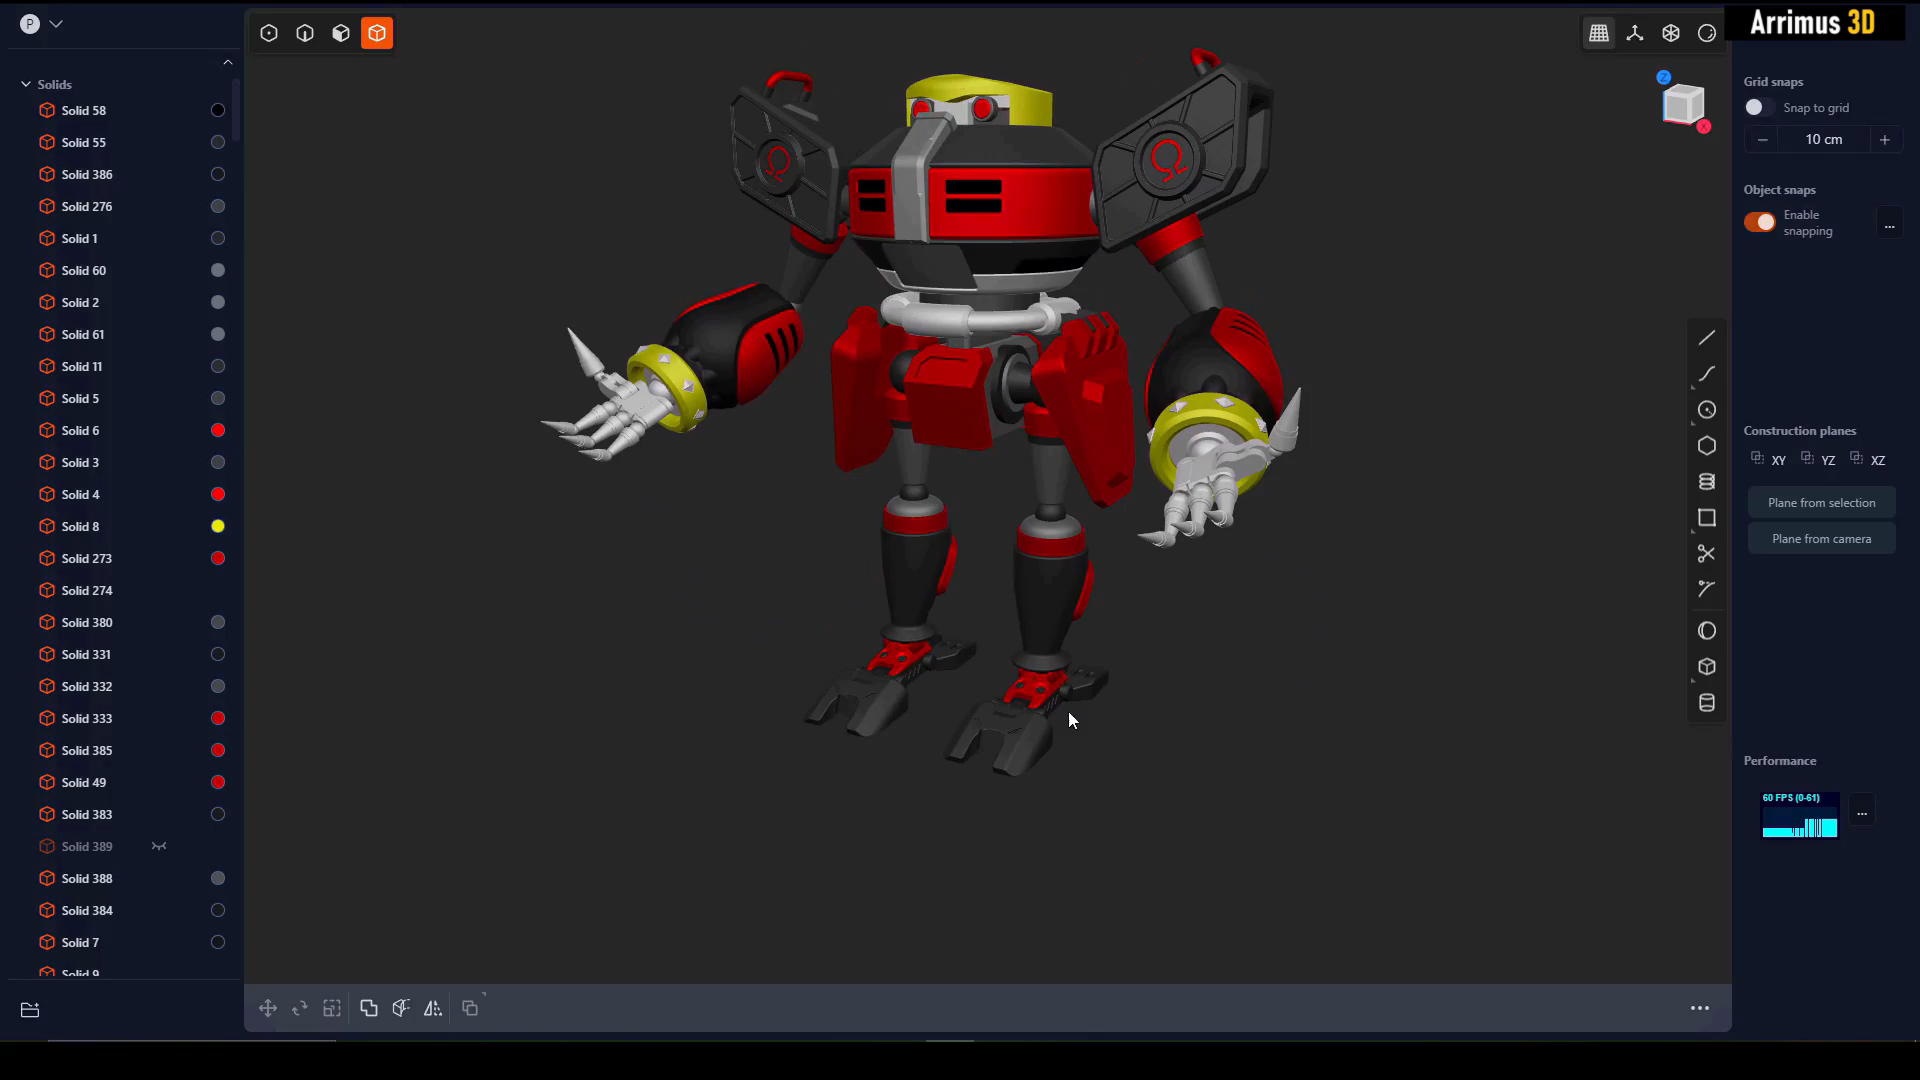 P
Arrimus 3D
Solids
Solid 58
Solid 55
Solid 386
Solid 276
Solid 1
Solid 60
Solid 2
Solid 61
Solid 11
Solid 5
Solid 6
Solid 3
Solid 4
Solid 8
Solid 273
Solid 274
Solid 380
Solid 331
Solid 332
Solid 333
Solid 385
Solid 49
Solid 383
Solid 389
Solid 388
Solid 384
Solid 7
Solid 9
Ω
Ω
Z
X
Grid snaps
Snap to grid
10 cm
Object snaps
Enable
snapping
...
Construction planes
XY YZ XZ
Plane from selection
Plane from camera
Performance
60 FPS (0-61)
...